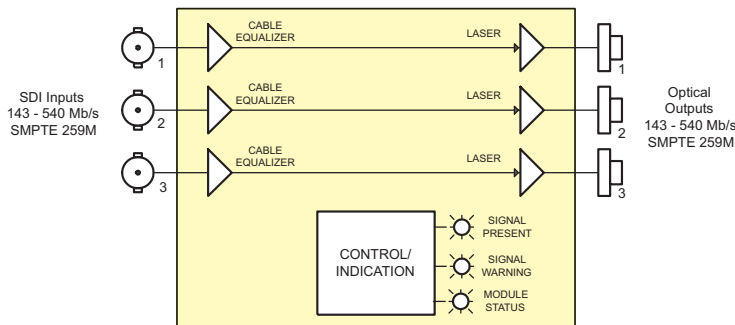 CABLE
EQUALIZER
LASER
1
1
SDI Inputs
143 - 540 Mb/s
SMPTE 259M
CABLE
EQUALIZER
LASER
2
2
Optical
Outputs
143 - 540 Mb/s
SMPTE 259M
CABLE
EQUALIZER
LASER
3
3
CONTROL/
INDICATION
SIGNAL
PRESENT
SIGNAL
WARNING
MODULE
STATUS